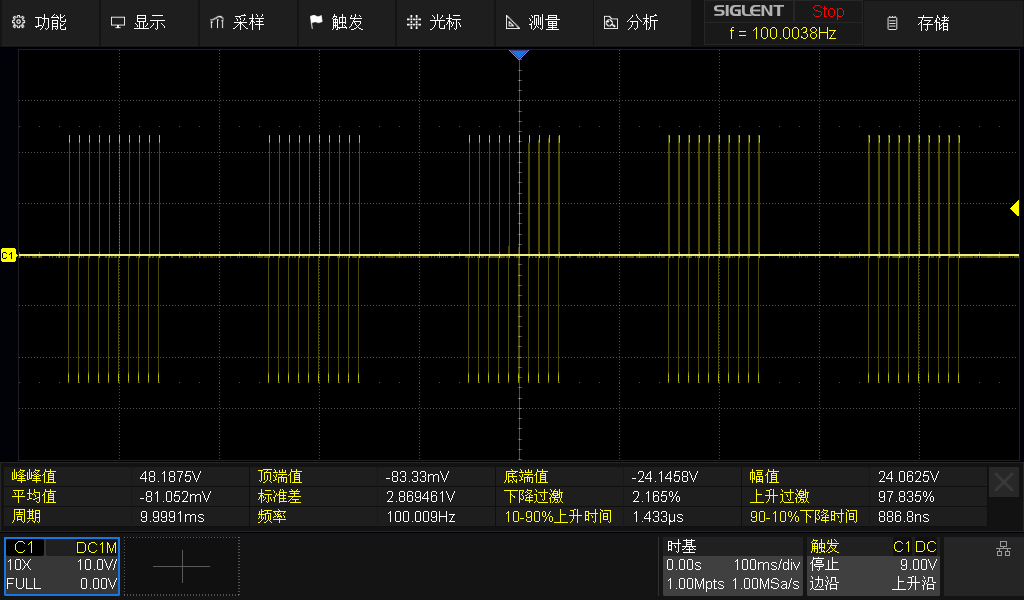 功能 显示 采样 触发 光标 测量 分析 SIGLENT Stop 存储
f = 100.0038Hz
C1
峰峰值 48.1875V 顶端值 -83.33mV 底端值 -24.1458V 幅值 24.0625V
平均值 -81.052mV 标准差 2.869461V 下降过激 2.165% 上升过激 97.835%
周期 9.9991ms 频率 100.009Hz 10-90%上升时间 1.433μs 90-10%下降时间 886.8ns
C1 DC1M 时基 触发 C1 DC
10X 10.0V/ 0.00s 100ms/div 停止 9.00V
FULL 0.00V 1.00Mpts 1.00MSa/s 边沿 上升沿